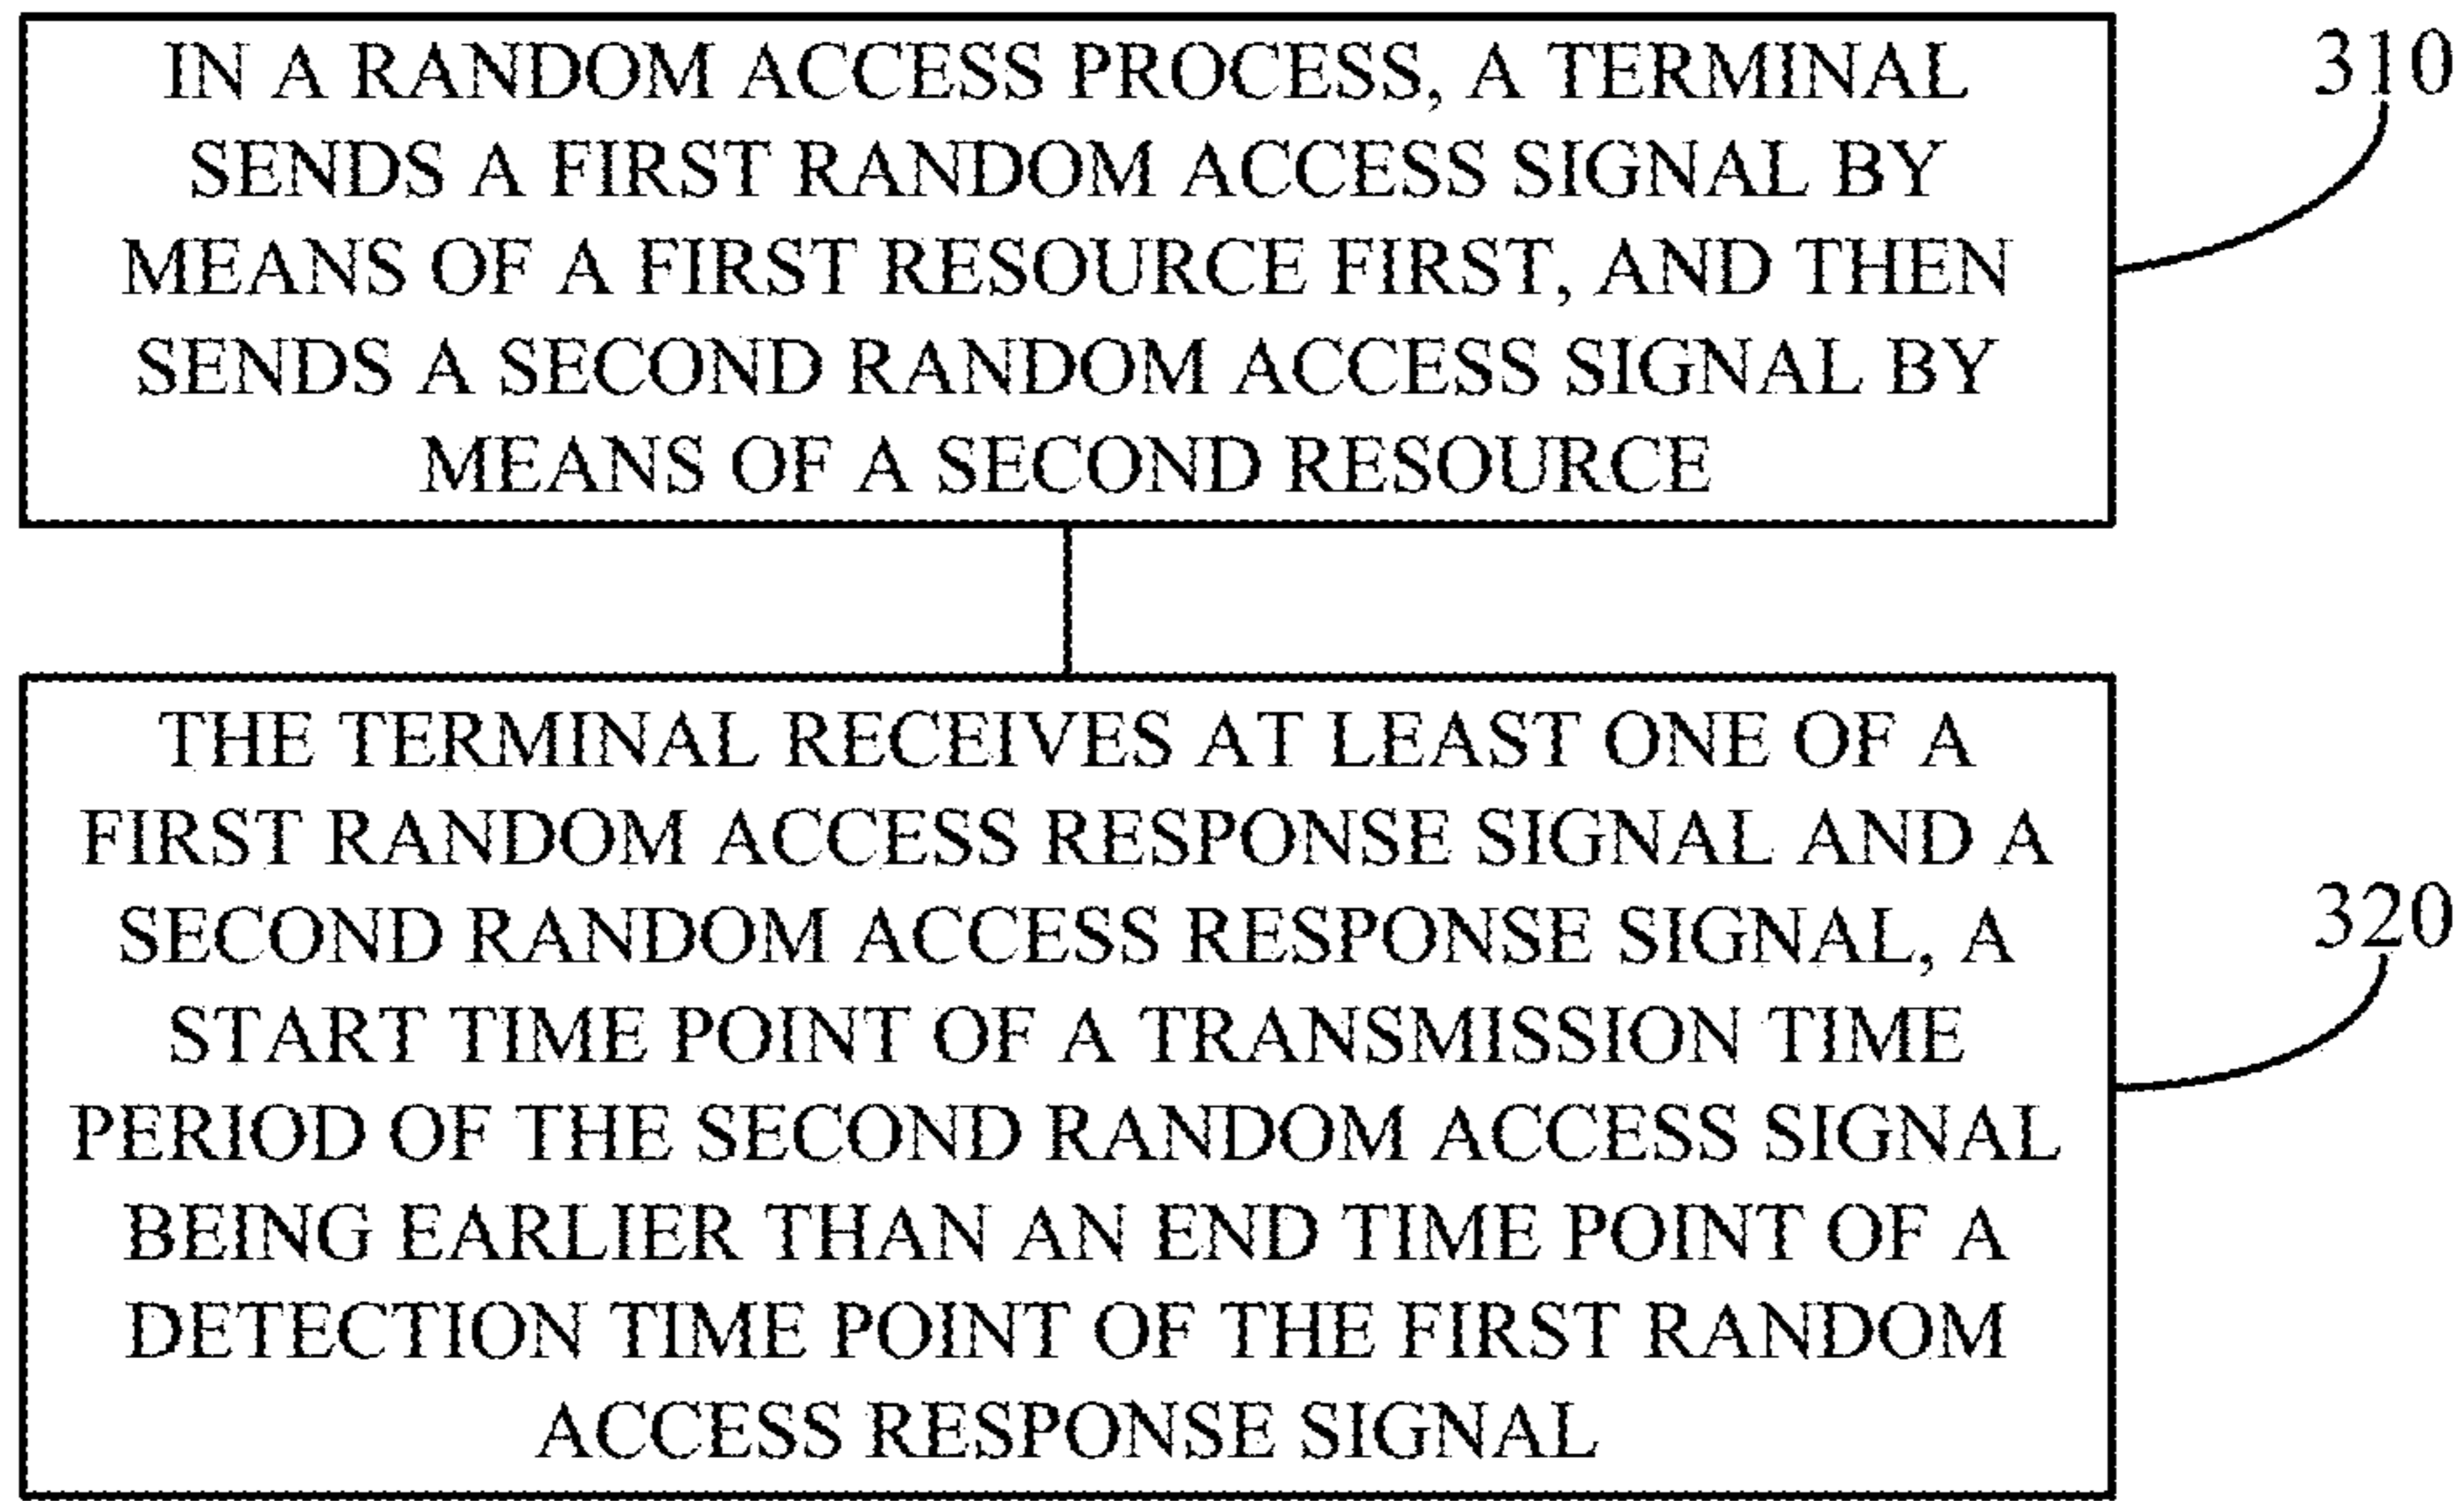 IN A RANDOM ACCESS PROCESS, A TERMINAL
SENDS A FIRST RANDOM ACCESS SIGNAL BY
MEANS OF A FIRST RESOURCE FIRST, AND THEN
SENDS A SECOND RANDOM ACCESS SIGNAL BY
MEANS OF A SECOND RESOURCE
310
THE TERMINAL RECEIVES AT LEAST ONE OF A
FIRST RANDOM ACCESS RESPONSE SIGNAL AND A
SECOND RANDOM ACCESS RESPONSE SIGNAL, A
START TIME POINT OF A TRANSMISSION TIME
PERIOD OF THE SECOND RANDOM ACCESS SIGNAL
BEING EARLIER THAN AN END TIME POINT OF A
DETECTION TIME POINT OF THE FIRST RANDOM
ACCESS RESPONSE SIGNAL
320